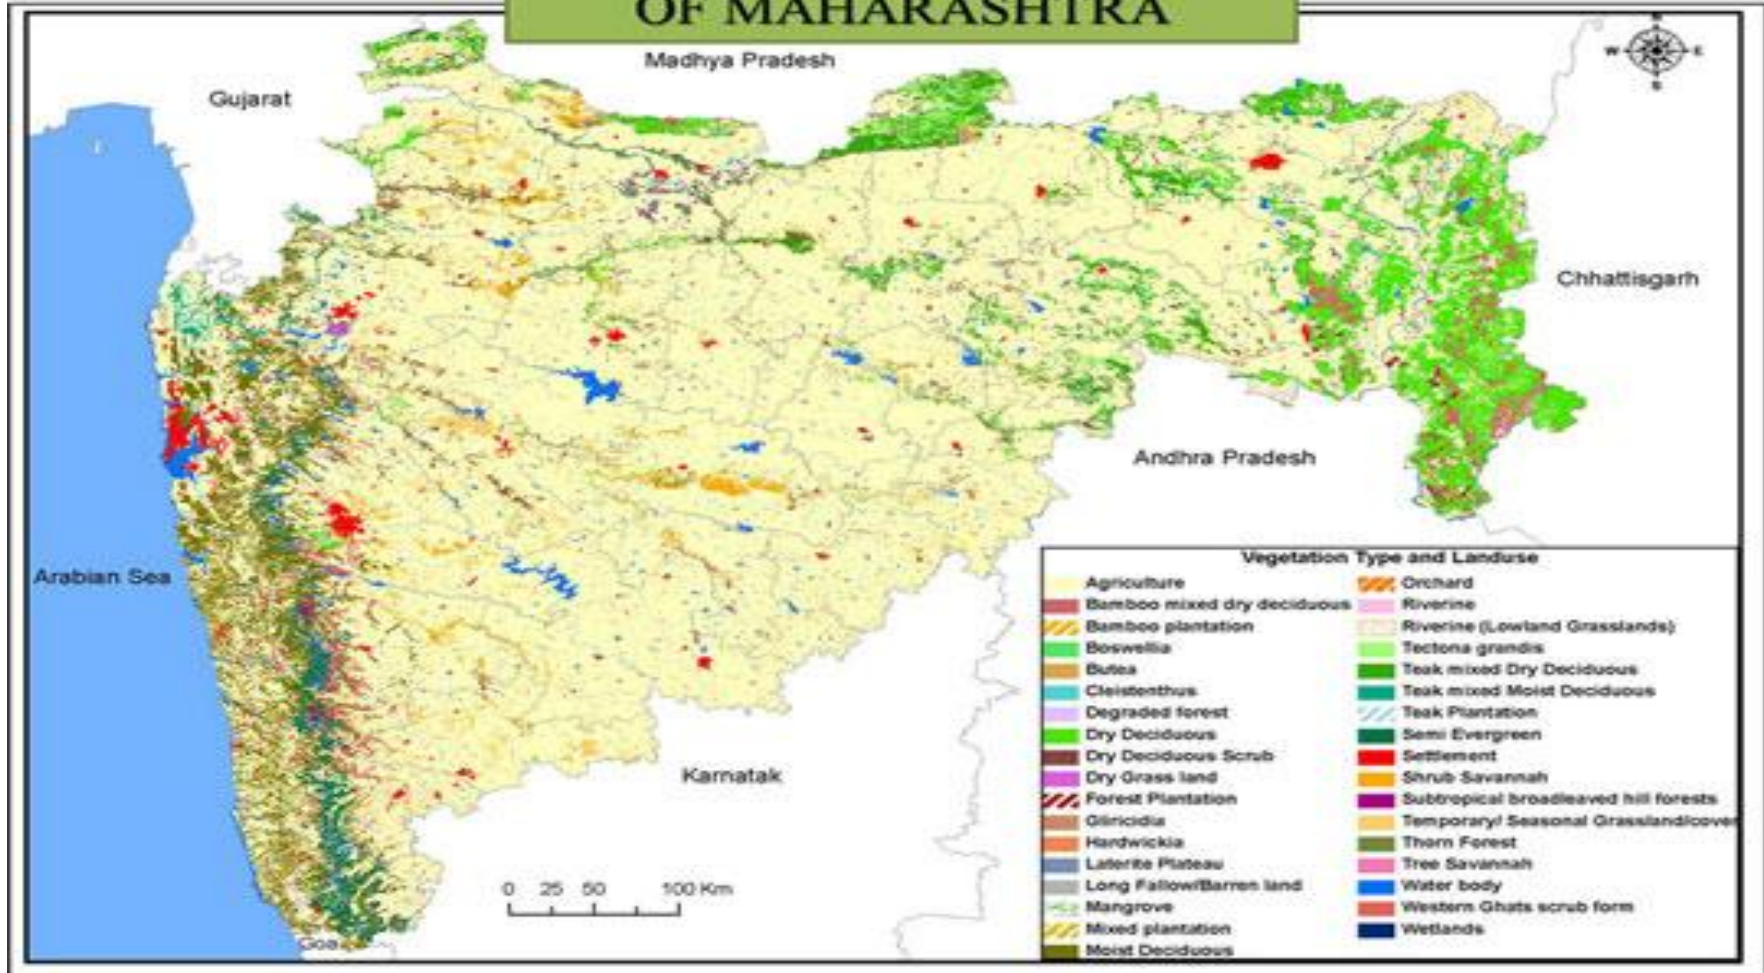 OF MAHARASHTRA
Madhya Pradesh
Gujarat
N
W E
S
Chhattisgarh
Andhra Pradesh
Arabian Sea
Karnatak
Goa
0 25 50 100 Km
Vegetation Type and Landuse
Agriculture
Bamboo mixed dry deciduous
Bamboo plantation
Boswellia
Butea
Cleistenthus
Degraded forest
Dry Deciduous
Dry Deciduous Scrub
Dry Grass land
Forest Plantation
Gliricidia
Hardwickia
Laterite Plateau
Long Fallow/Barren land
Mangrove
Mixed plantation
Moist Deciduous
Orchard
Riverine
Riverine (Lowland Grasslands)
Tectona grandis
Teak mixed Dry Deciduous
Teak mixed Moist Deciduous
Teak Plantation
Semi Evergreen
Settlement
Shrub Savannah
Subtropical broadleaved hill forests
Temporary/ Seasonal Grassland/cover
Thorn Forest
Tree Savannah
Water body
Western Ghats scrub form
Wetlands